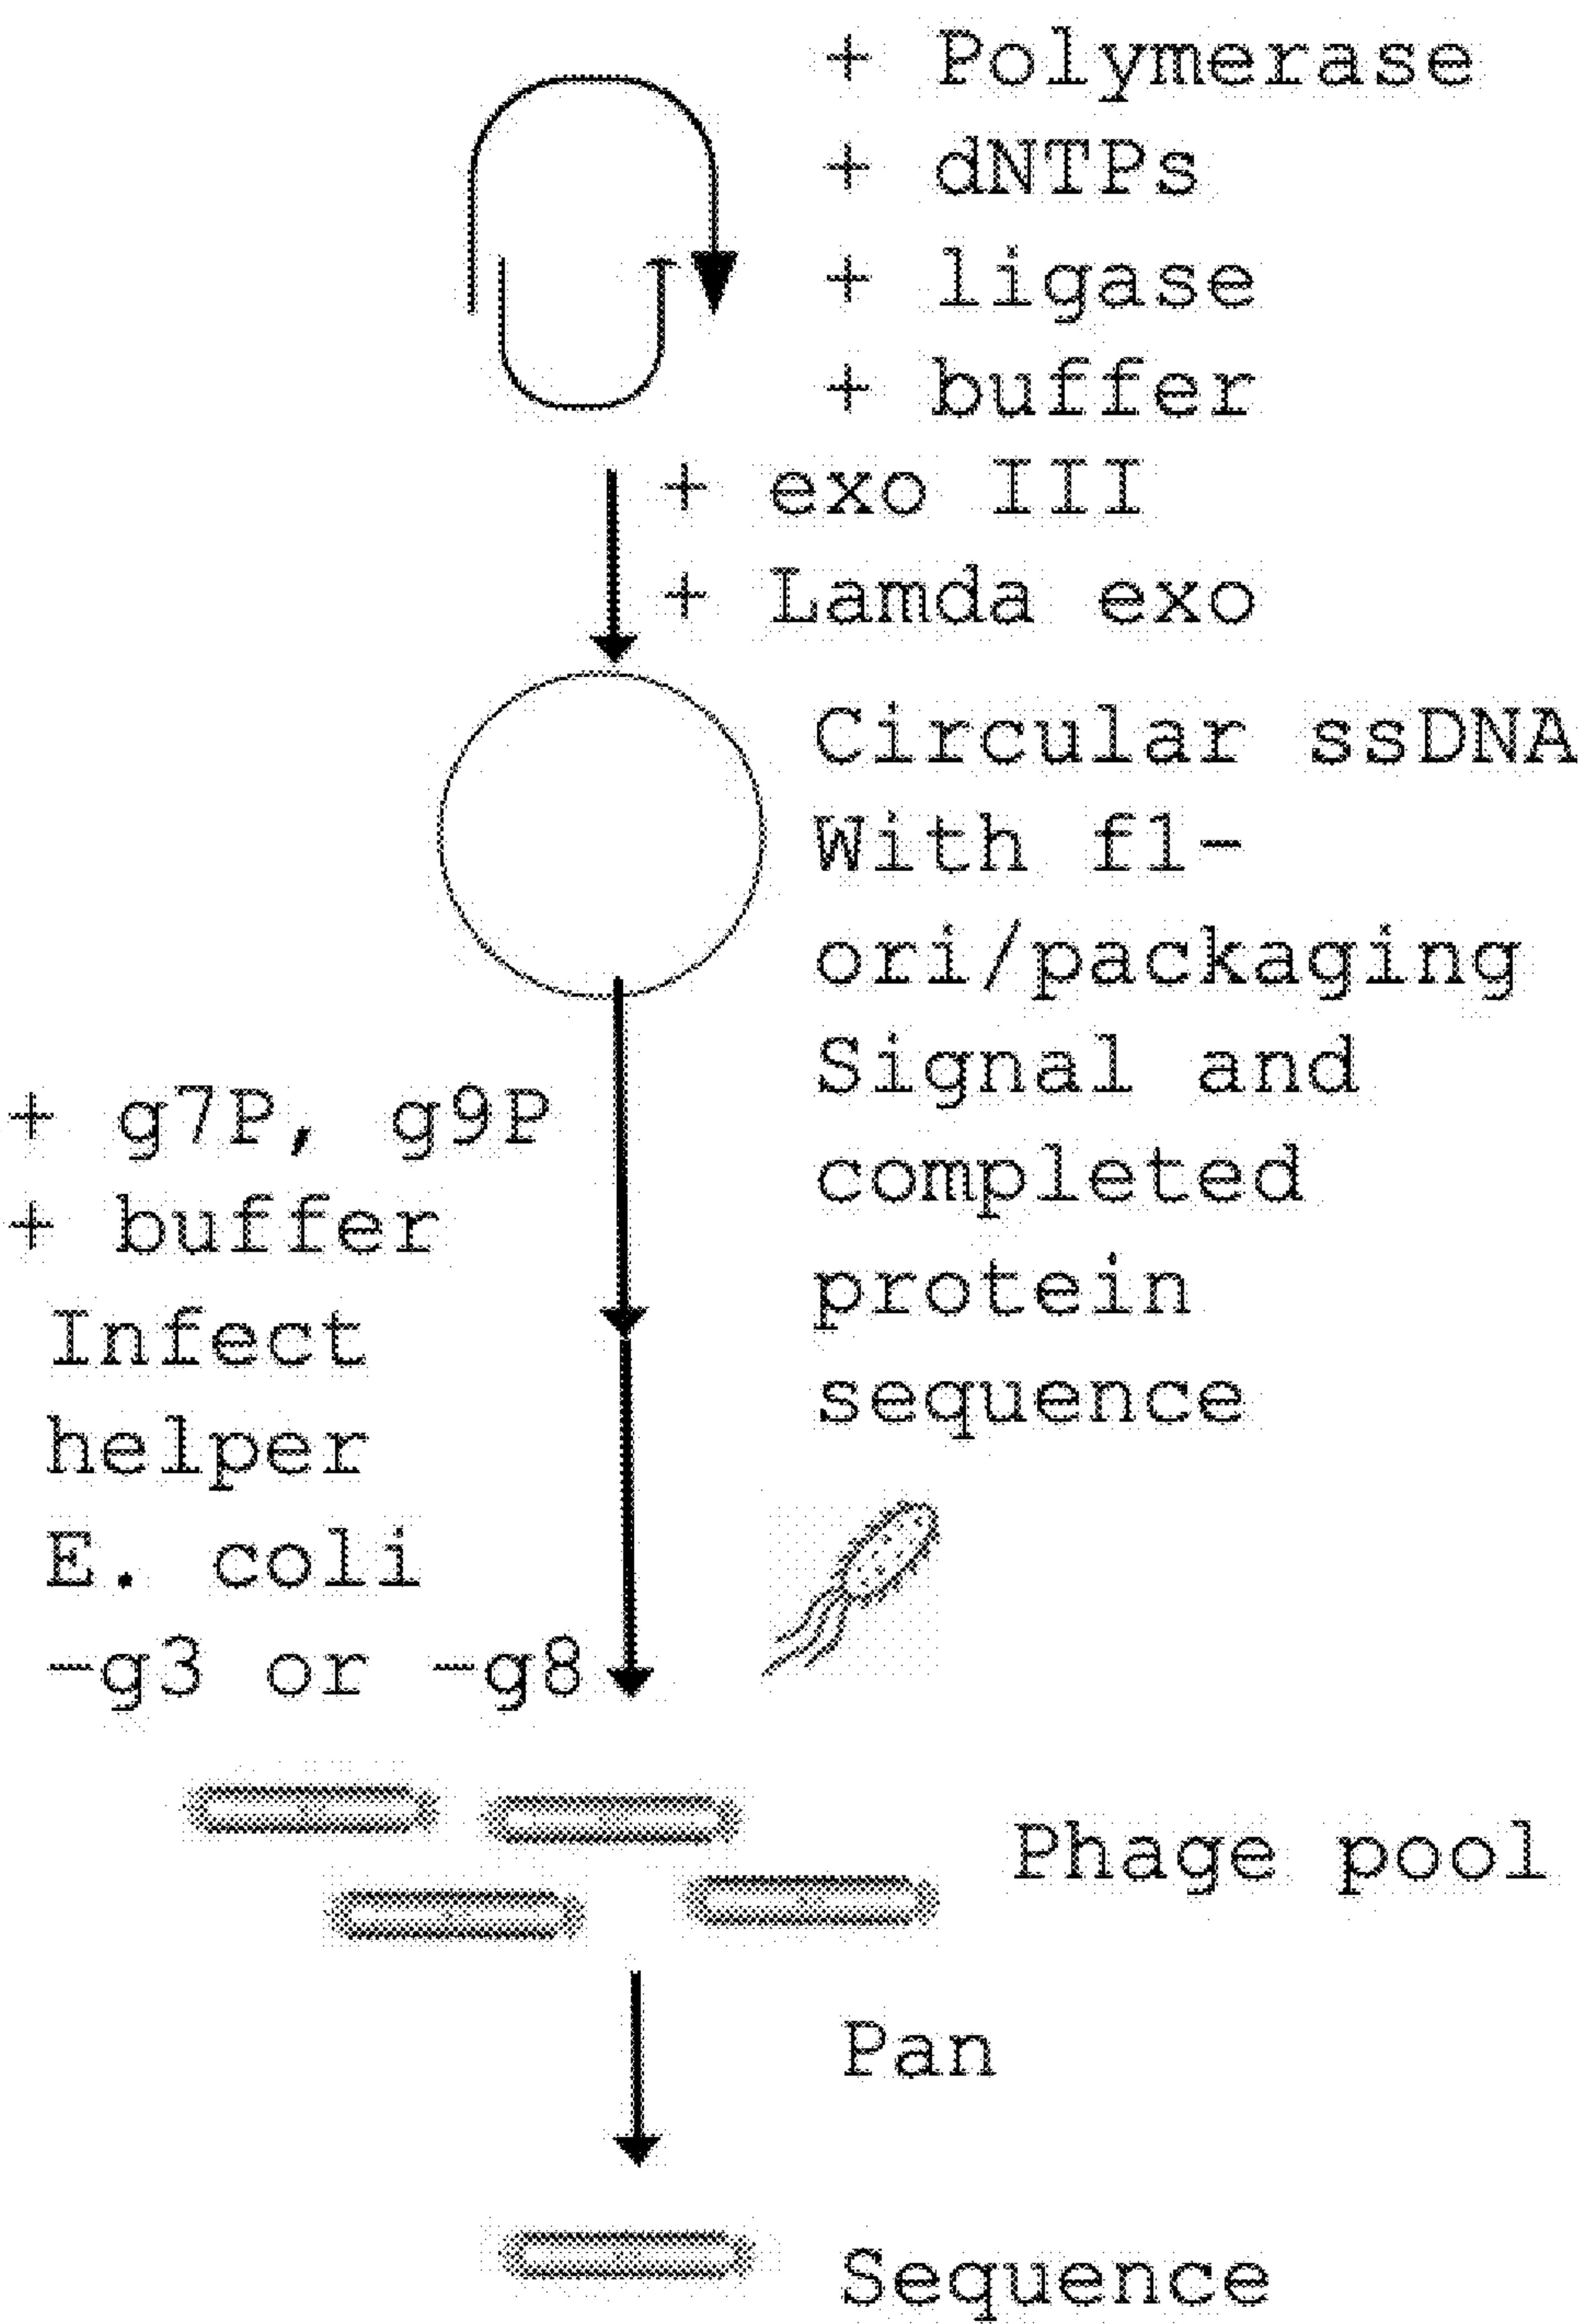 + Polymerase
+ dNTPs
+ ligase
+ buffer
+ exo III
+ Lamda exo
Circular ssDNA
With f1-
ori/packaging
Signal and
completed
protein
sequence
+ g7P, g9P
+ buffer
Infect
helper
E. coli
-g3 or -g8
Phage pool
Pan
Sequence